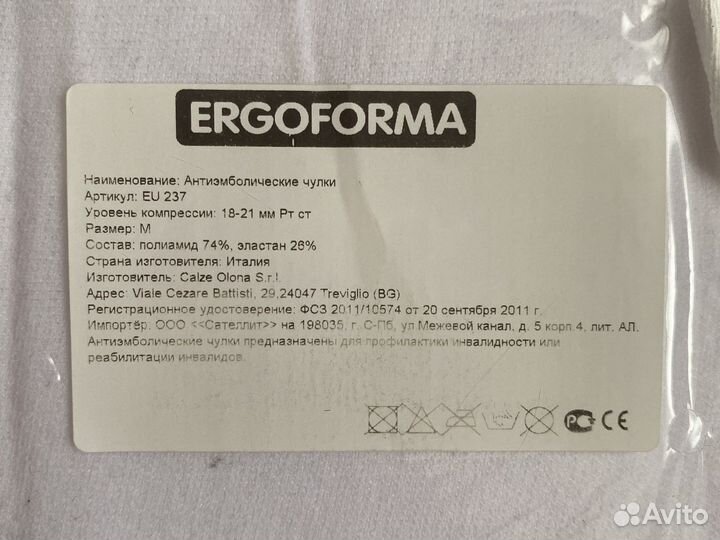 ERGOFORMA
Наименование: Антиэмболические чулки
Артикул: EU 237
Уровень компрессии: 18-21 мм Рт ст
Размер: M
Состав: полиамид 74%, эластан 26%
Страна изготовителя: Италия
Изготовитель: Calze Olona S.r.l.
Адрес: Viale Cezare Battisti, 29,24047 Treviglio (BG)
Регистрационное удостоверение: ФСЗ 2011/10574 от 20 сентября 2011 г.
Импортёр: ООО <<Сателлит>> на 198035, г. С-Пб, ул Межевой канал, д. 5 корп 4, лит. АЛ.
Антиэмболические чулки предназначены для профилактики инвалидности или
реабилитации инвалидов.
РСТ CE
Avito